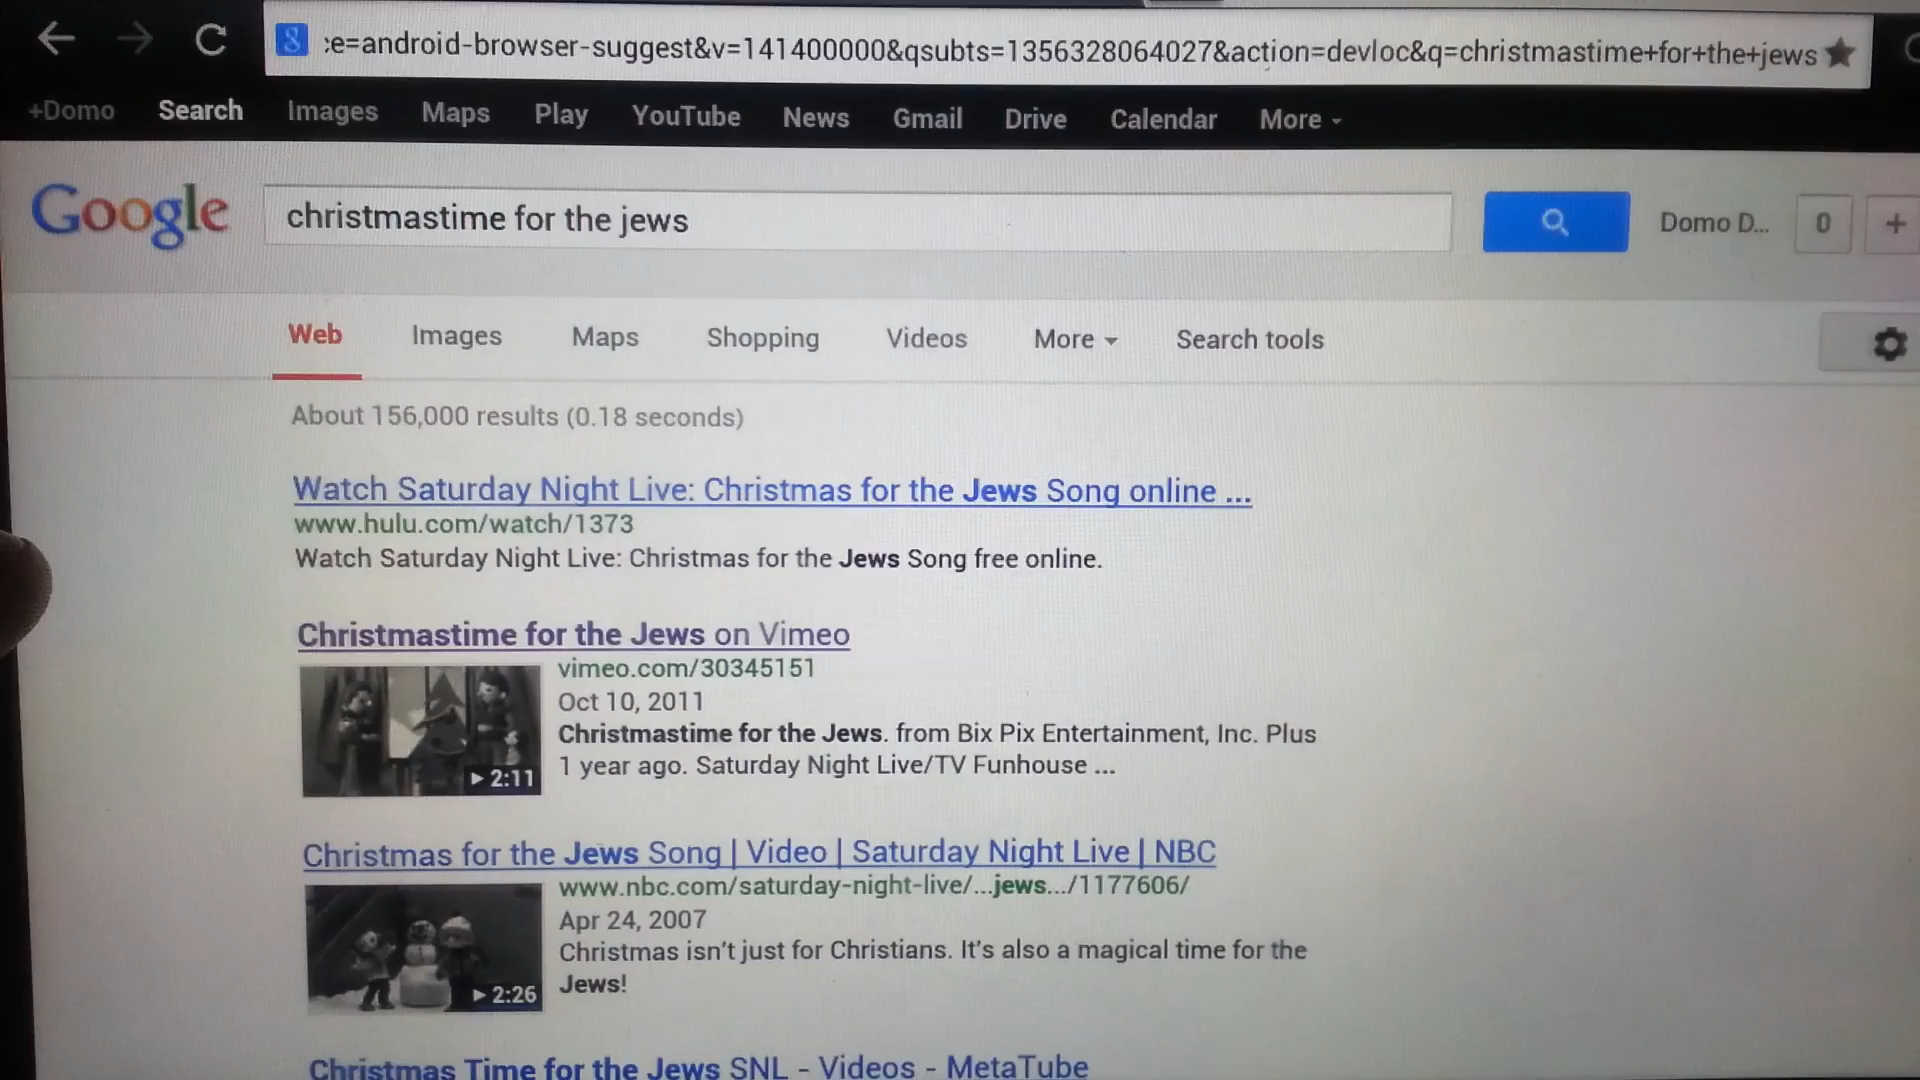 :e=android-browser-suggest&v=141400000&qsubts=1356328064027&action=devloc&q=christmastime+for+the+jews
+Domo Search Images Maps Play YouTube News Gmail Drive Calendar More
Google christmastime for the jews Domo D... 0 +
Web Images Maps Shopping Videos More Search tools
About 156,000 results (0.18 seconds)
Watch Saturday Night Live: Christmas for the Jews Song online ...
www.hulu.com/watch/1373
Watch Saturday Night Live: Christmas for the Jews Song free online.
Christmastime for the Jews on Vimeo
vimeo.com/30345151
Oct 10, 2011
Christmastime for the Jews. from Bix Pix Entertainment, Inc. Plus
1 year ago. Saturday Night Live/TV Funhouse ...
2:11
Christmas for the Jews Song | Video | Saturday Night Live | NBC
www.nbc.com/saturday-night-live/...jews.../1177606/
Apr 24, 2007
Christmas isn't just for Christians. It's also a magical time for the
Jews!
2:26
Christmas Time for the Jews SNL - Videos - MetaTube